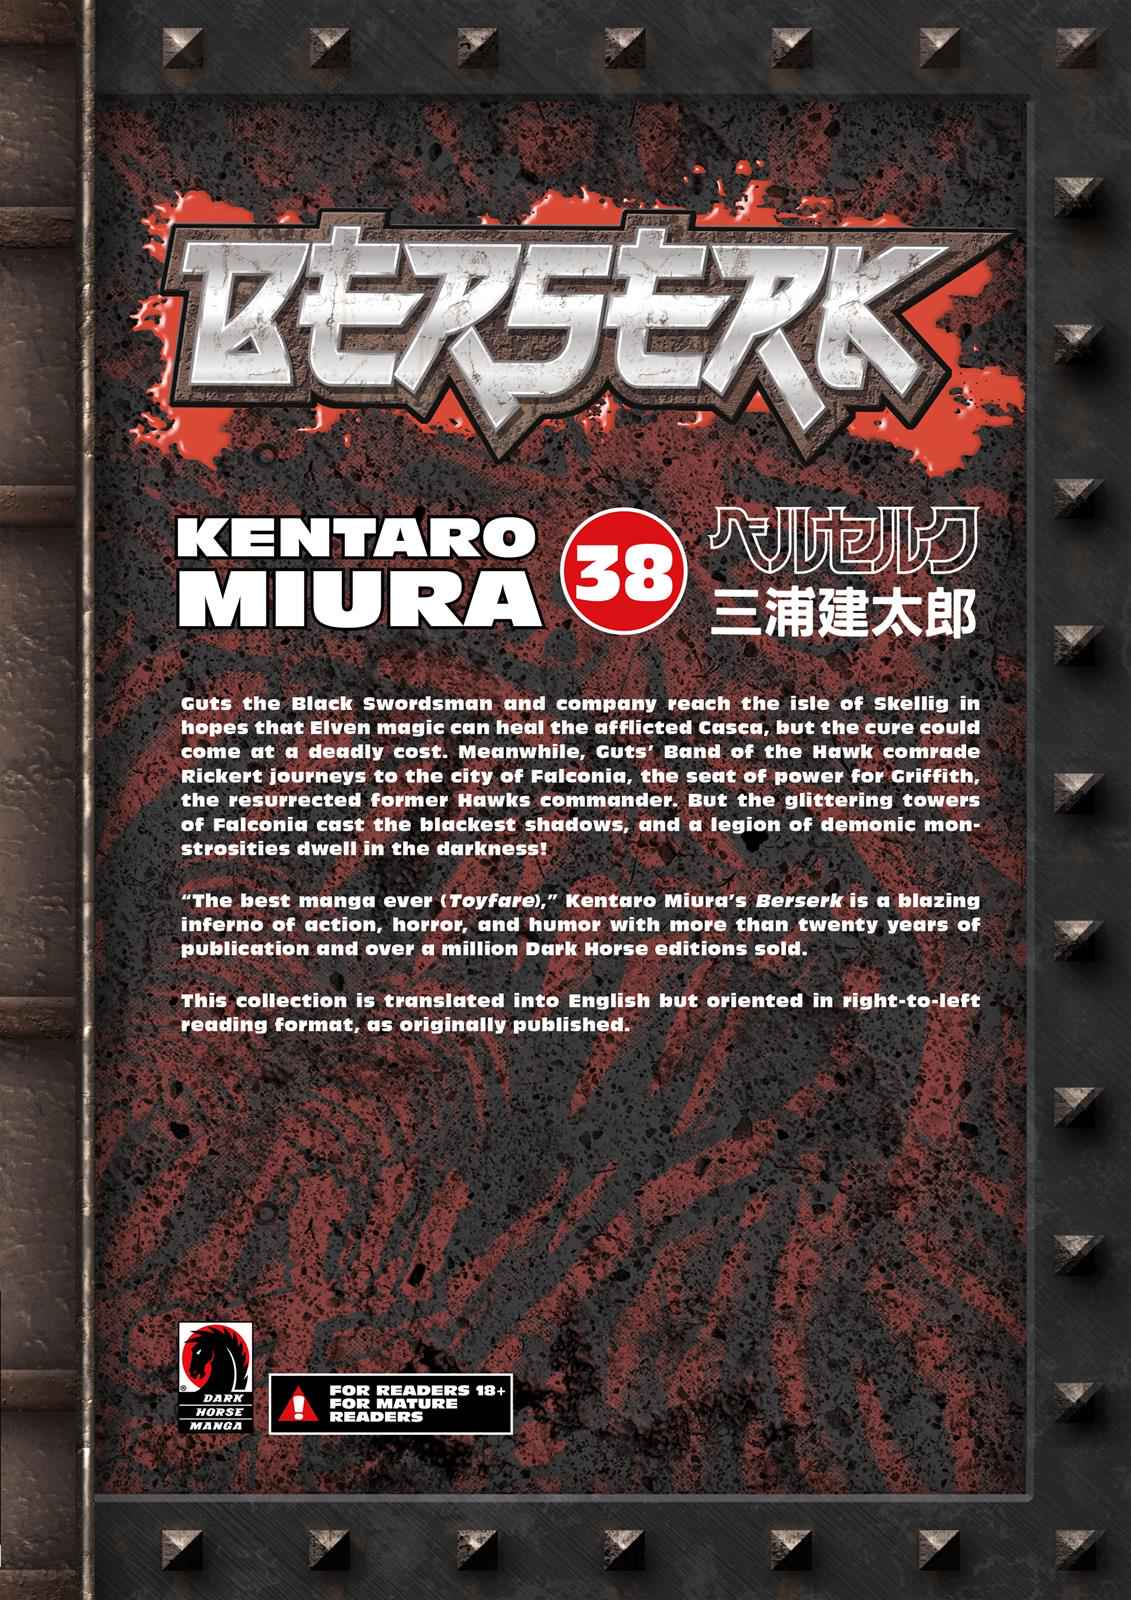 BERSERK
KENTARO
MIURA
38
ベルセルク
三浦建太郎
Guts the Black Swordsman and company reach the isle of Skellig in
hopes that Elven magic can heal the afflicted Casca, but the cure could
come at a deadly cost. Meanwhile, Guts’ Band of the Hawk comrade
Rickert journeys to the city of Falconia, the seat of power for Griffith,
the resurrected former Hawks commander. But the glittering towers
of Falconia cast the blackest shadows, and a legion of demonic mon-
strosities dwell in the darkness!
“The best manga ever (Toyfare),” Kentaro Miura’s Berserk is a blazing
inferno of action, horror, and humor with more than twenty years of
publication and over a million Dark Horse editions sold.
This collection is translated into English but oriented in right-to-left
reading format, as originally published.
®
DARK
HORSE
MANGA
FOR READERS 18+
FOR MATURE
READERS